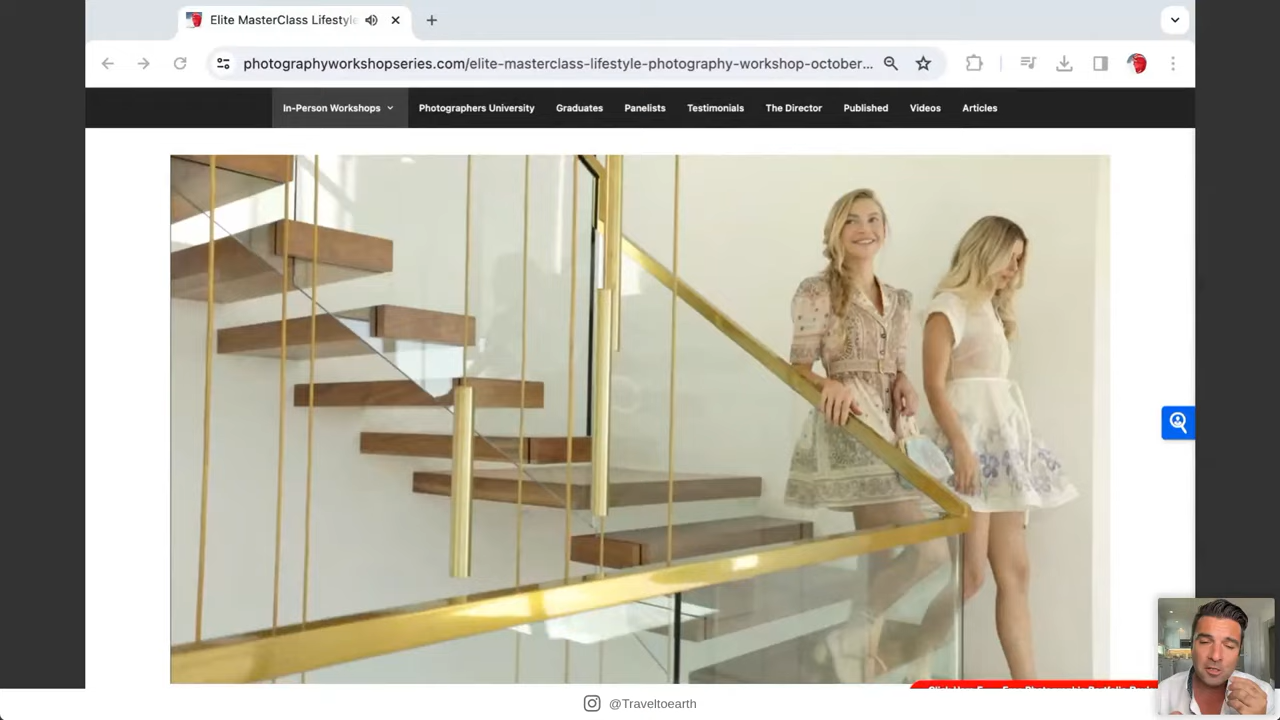 Elite MasterClass Lifestyle
photographyworkshopseries.com/elite-masterclass-lifestyle-photography-workshop-october...
In-Person Workshops Photographers University Graduates Panelists Testimonials The Director Published Videos Articles
@Traveltoearth